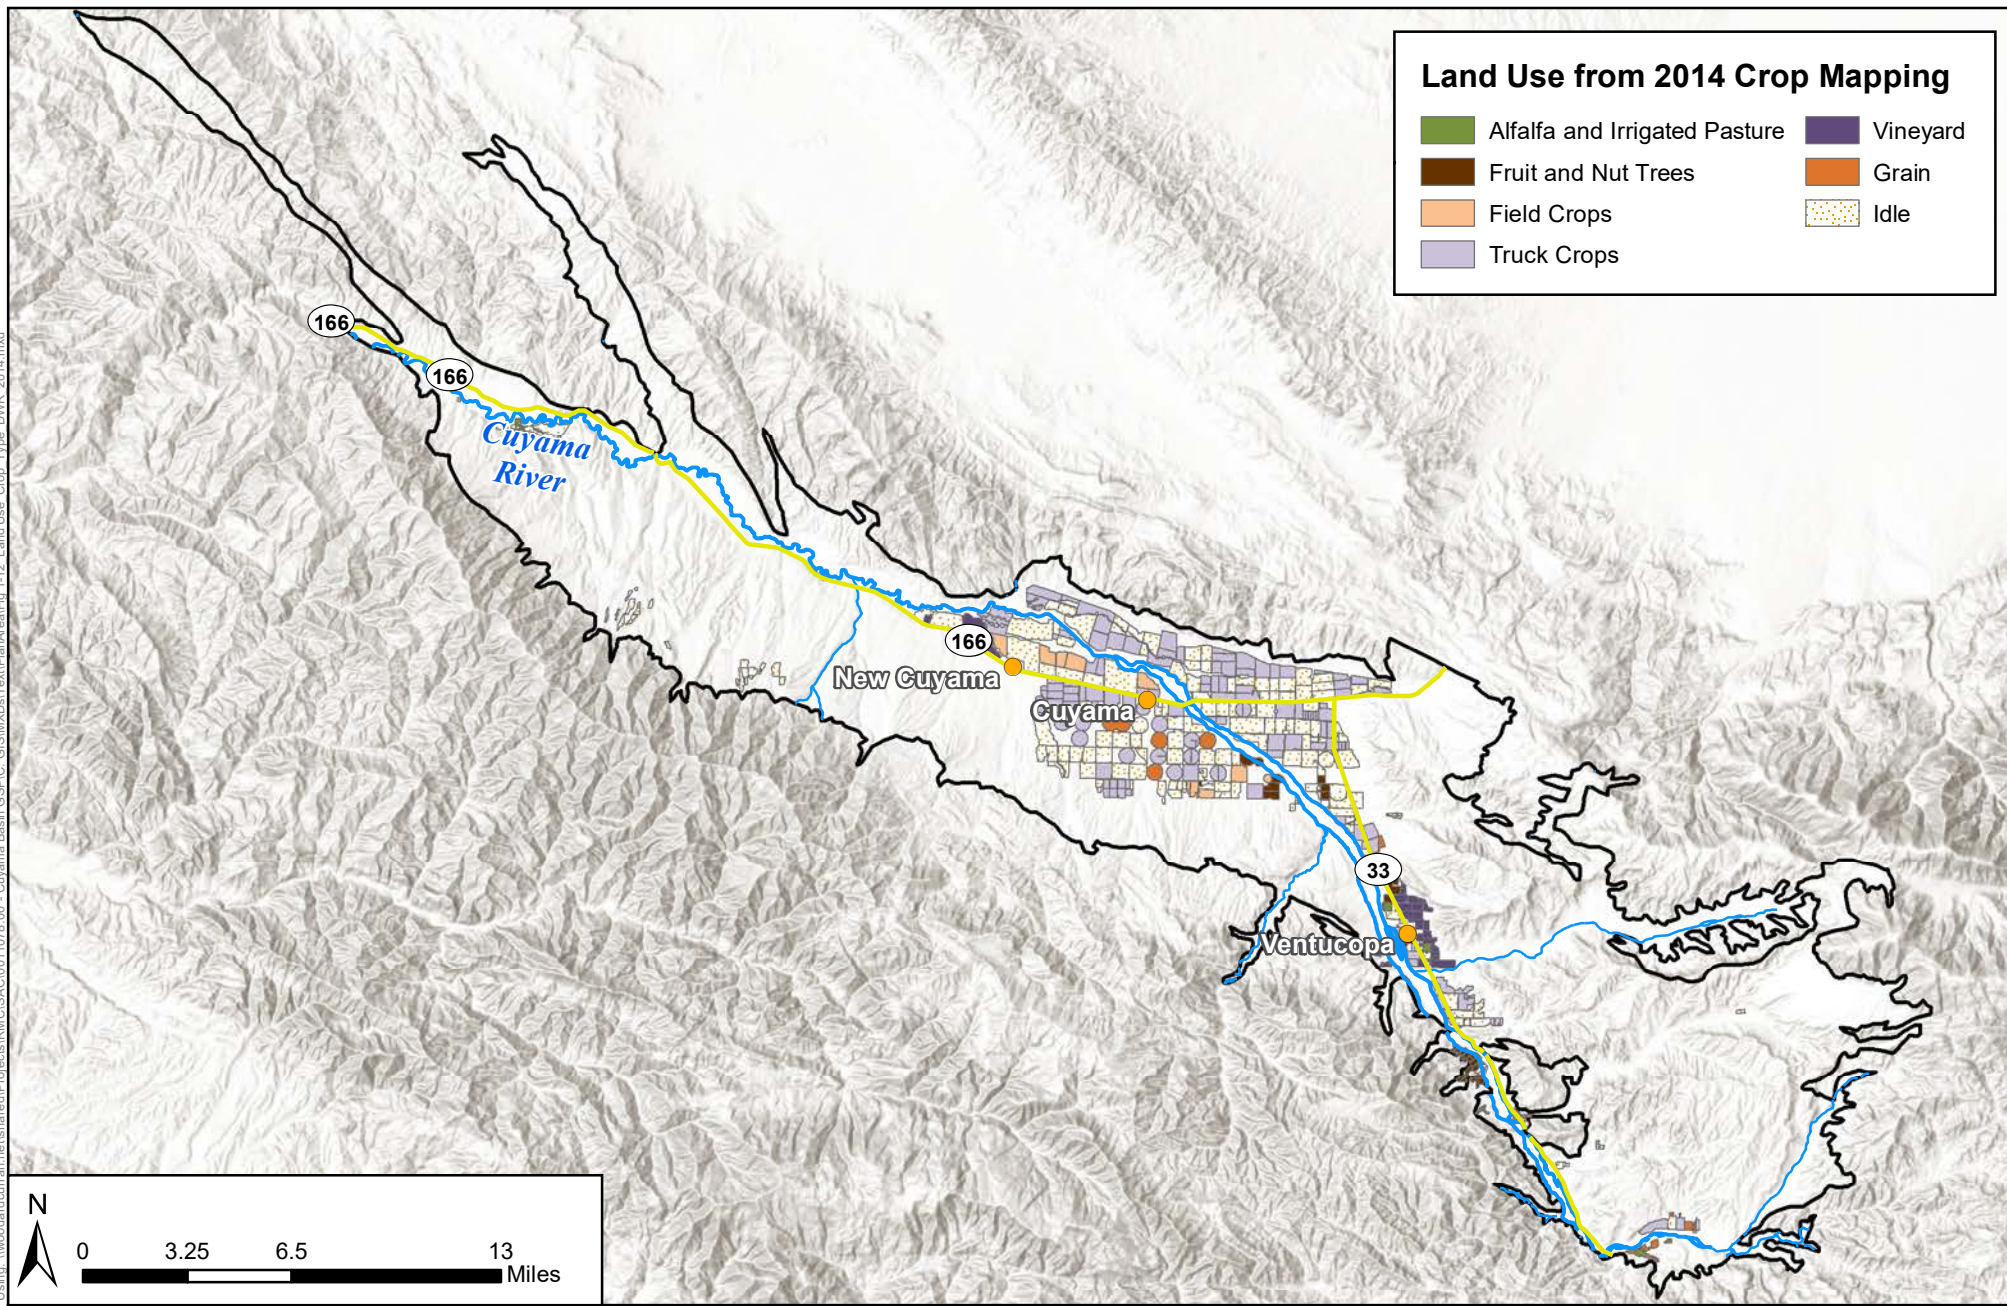 Land Use from 2014 Crop Mapping
Alfalfa and Irrigated Pasture
Fruit and Nut Trees
Field Crops
Truck Crops
Vineyard
Grain
Idle
166
166
Cuyama
River
166
New Cuyama
Cuyama
33
Ventucopa
N
0 3.25 6.5 13
Miles